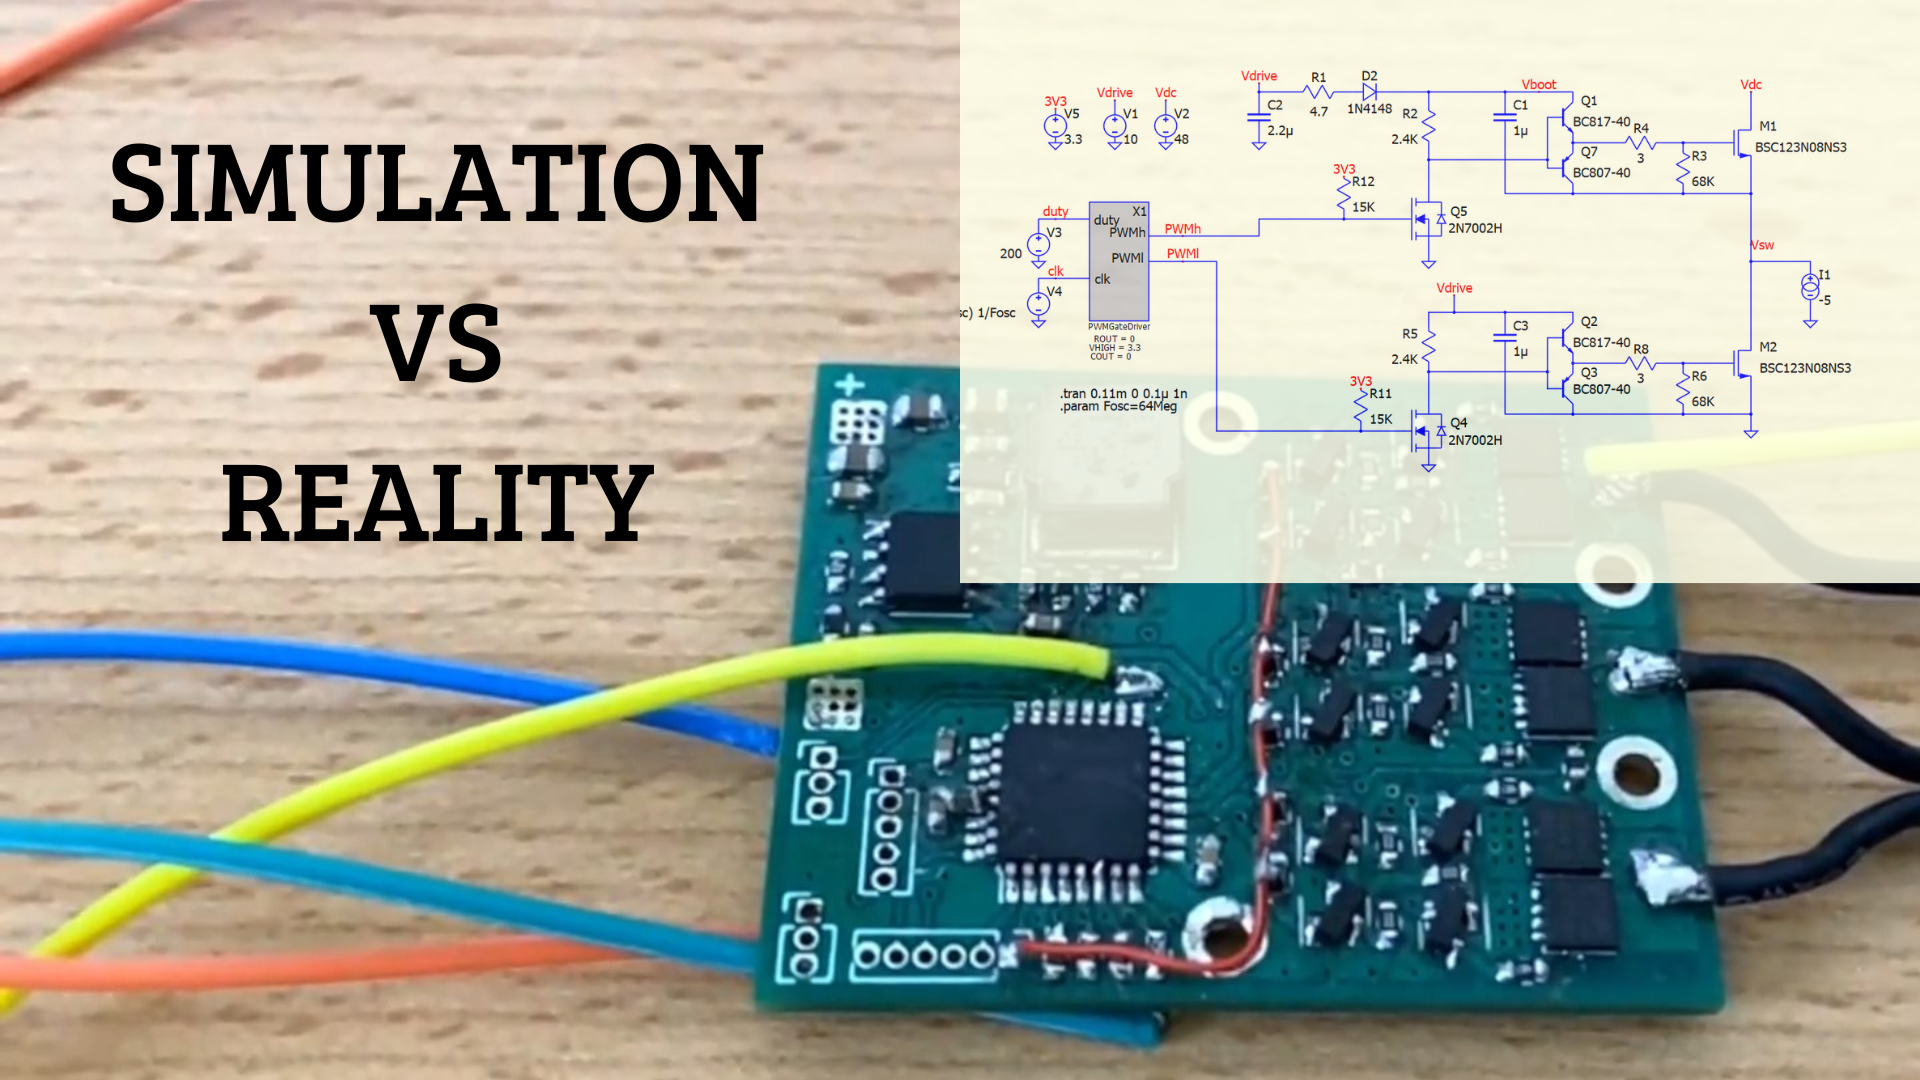 SIMULATION
VS
REALITY
Vdrive
R1
D2
4.7
1N4148
C2
2.2µ
3V3
V5
3.3
Vdrive
V1
10
Vdc
V2
48
R2
2.4K
C1
1µ
Vboot
Q1
BC817-40
Q7
BC807-40
R4
3
R3
68K
Vdc
M1
BSC123N08NS3
3V3
R12
15K
Q5
2N7002H
duty
V3
200
clk
V4
sc) 1/Fosc
X1
duty
PWMh
PWMl
clk
PWMGateDriver
ROUT = 0
VHIGH = 3.3
COUT = 0
PWMh
PWMl
Vsw
I1
-5
Vdrive
R5
2.4K
C3
1µ
Q2
BC817-40
Q3
BC807-40
R8
3
R6
68K
M2
BSC123N08NS3
3V3
R11
15K
Q4
2N7002H
.tran 0.11m 0 0.1µ 1n
.param Fosc=64Meg
+